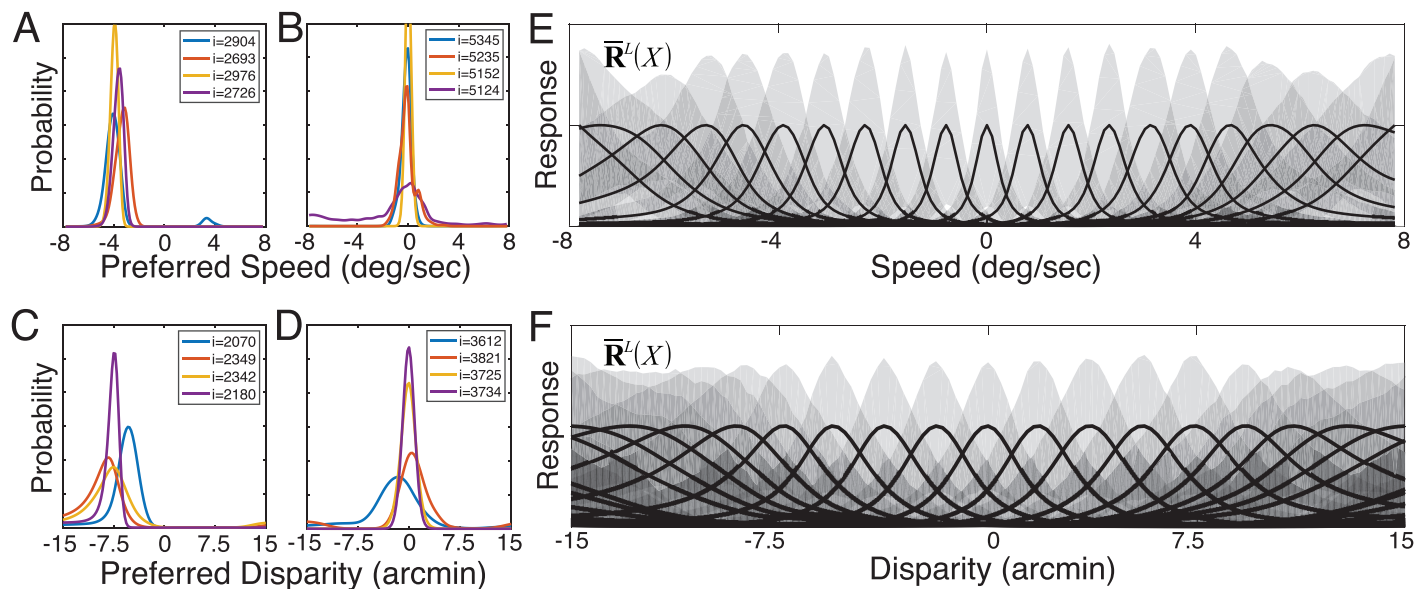 A
i=2904
i=2693
i=2976
i=2726
Probability
-8 -4 0 4 8
Preferred Speed (deg/sec)
B
i=5345
i=5235
i=5152
i=5124
-8 -4 0 4 8
E
R̅ᴸ(X)
Response
-8 -4 0 4 8
Speed (deg/sec)
C
i=2070
i=2349
i=2342
i=2180
Probability
-15 -7.5 0 7.5 15
Preferred Disparity (arcmin)
D
i=3612
i=3821
i=3725
i=3734
-15 -7.5 0 7.5 15
F
R̅ᴸ(X)
Response
-15 -7.5 0 7.5 15
Disparity (arcmin)